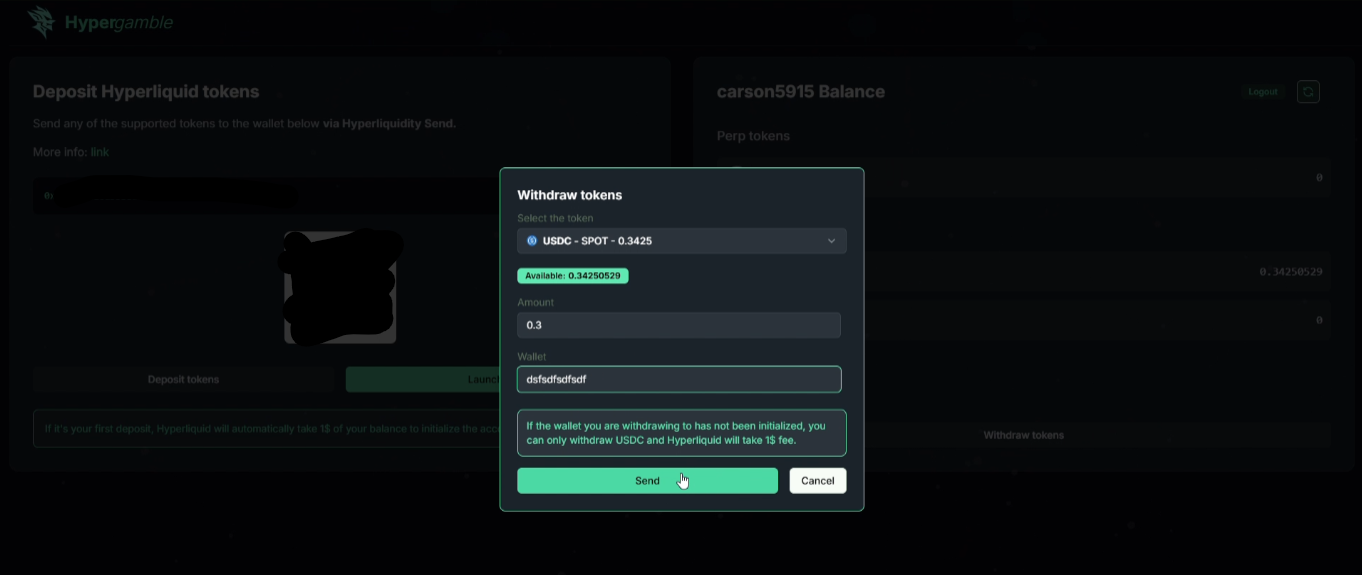 Hypergamble
Deposit Hyperliquid tokens
Send any of the supported tokens to the wallet below via Hyperliquidity Send.
More info: link
Deposit tokens
Launc
If it's your first deposit, Hyperliquid will automatically take 1$ of your balance to initialize the acco
carson5915 Balance
Logout
Perp tokens
0
0.34250529
0
Withdraw tokens
Withdraw tokens
Select the token
USDC - SPOT - 0.3425
Available: 0.34250529
Amount
0.3
Wallet
dsfsdfsdfsdf
If the wallet you are withdrawing to has not been initialized, you
can only withdraw USDC and Hyperliquid will take 1$ fee.
Send
Cancel